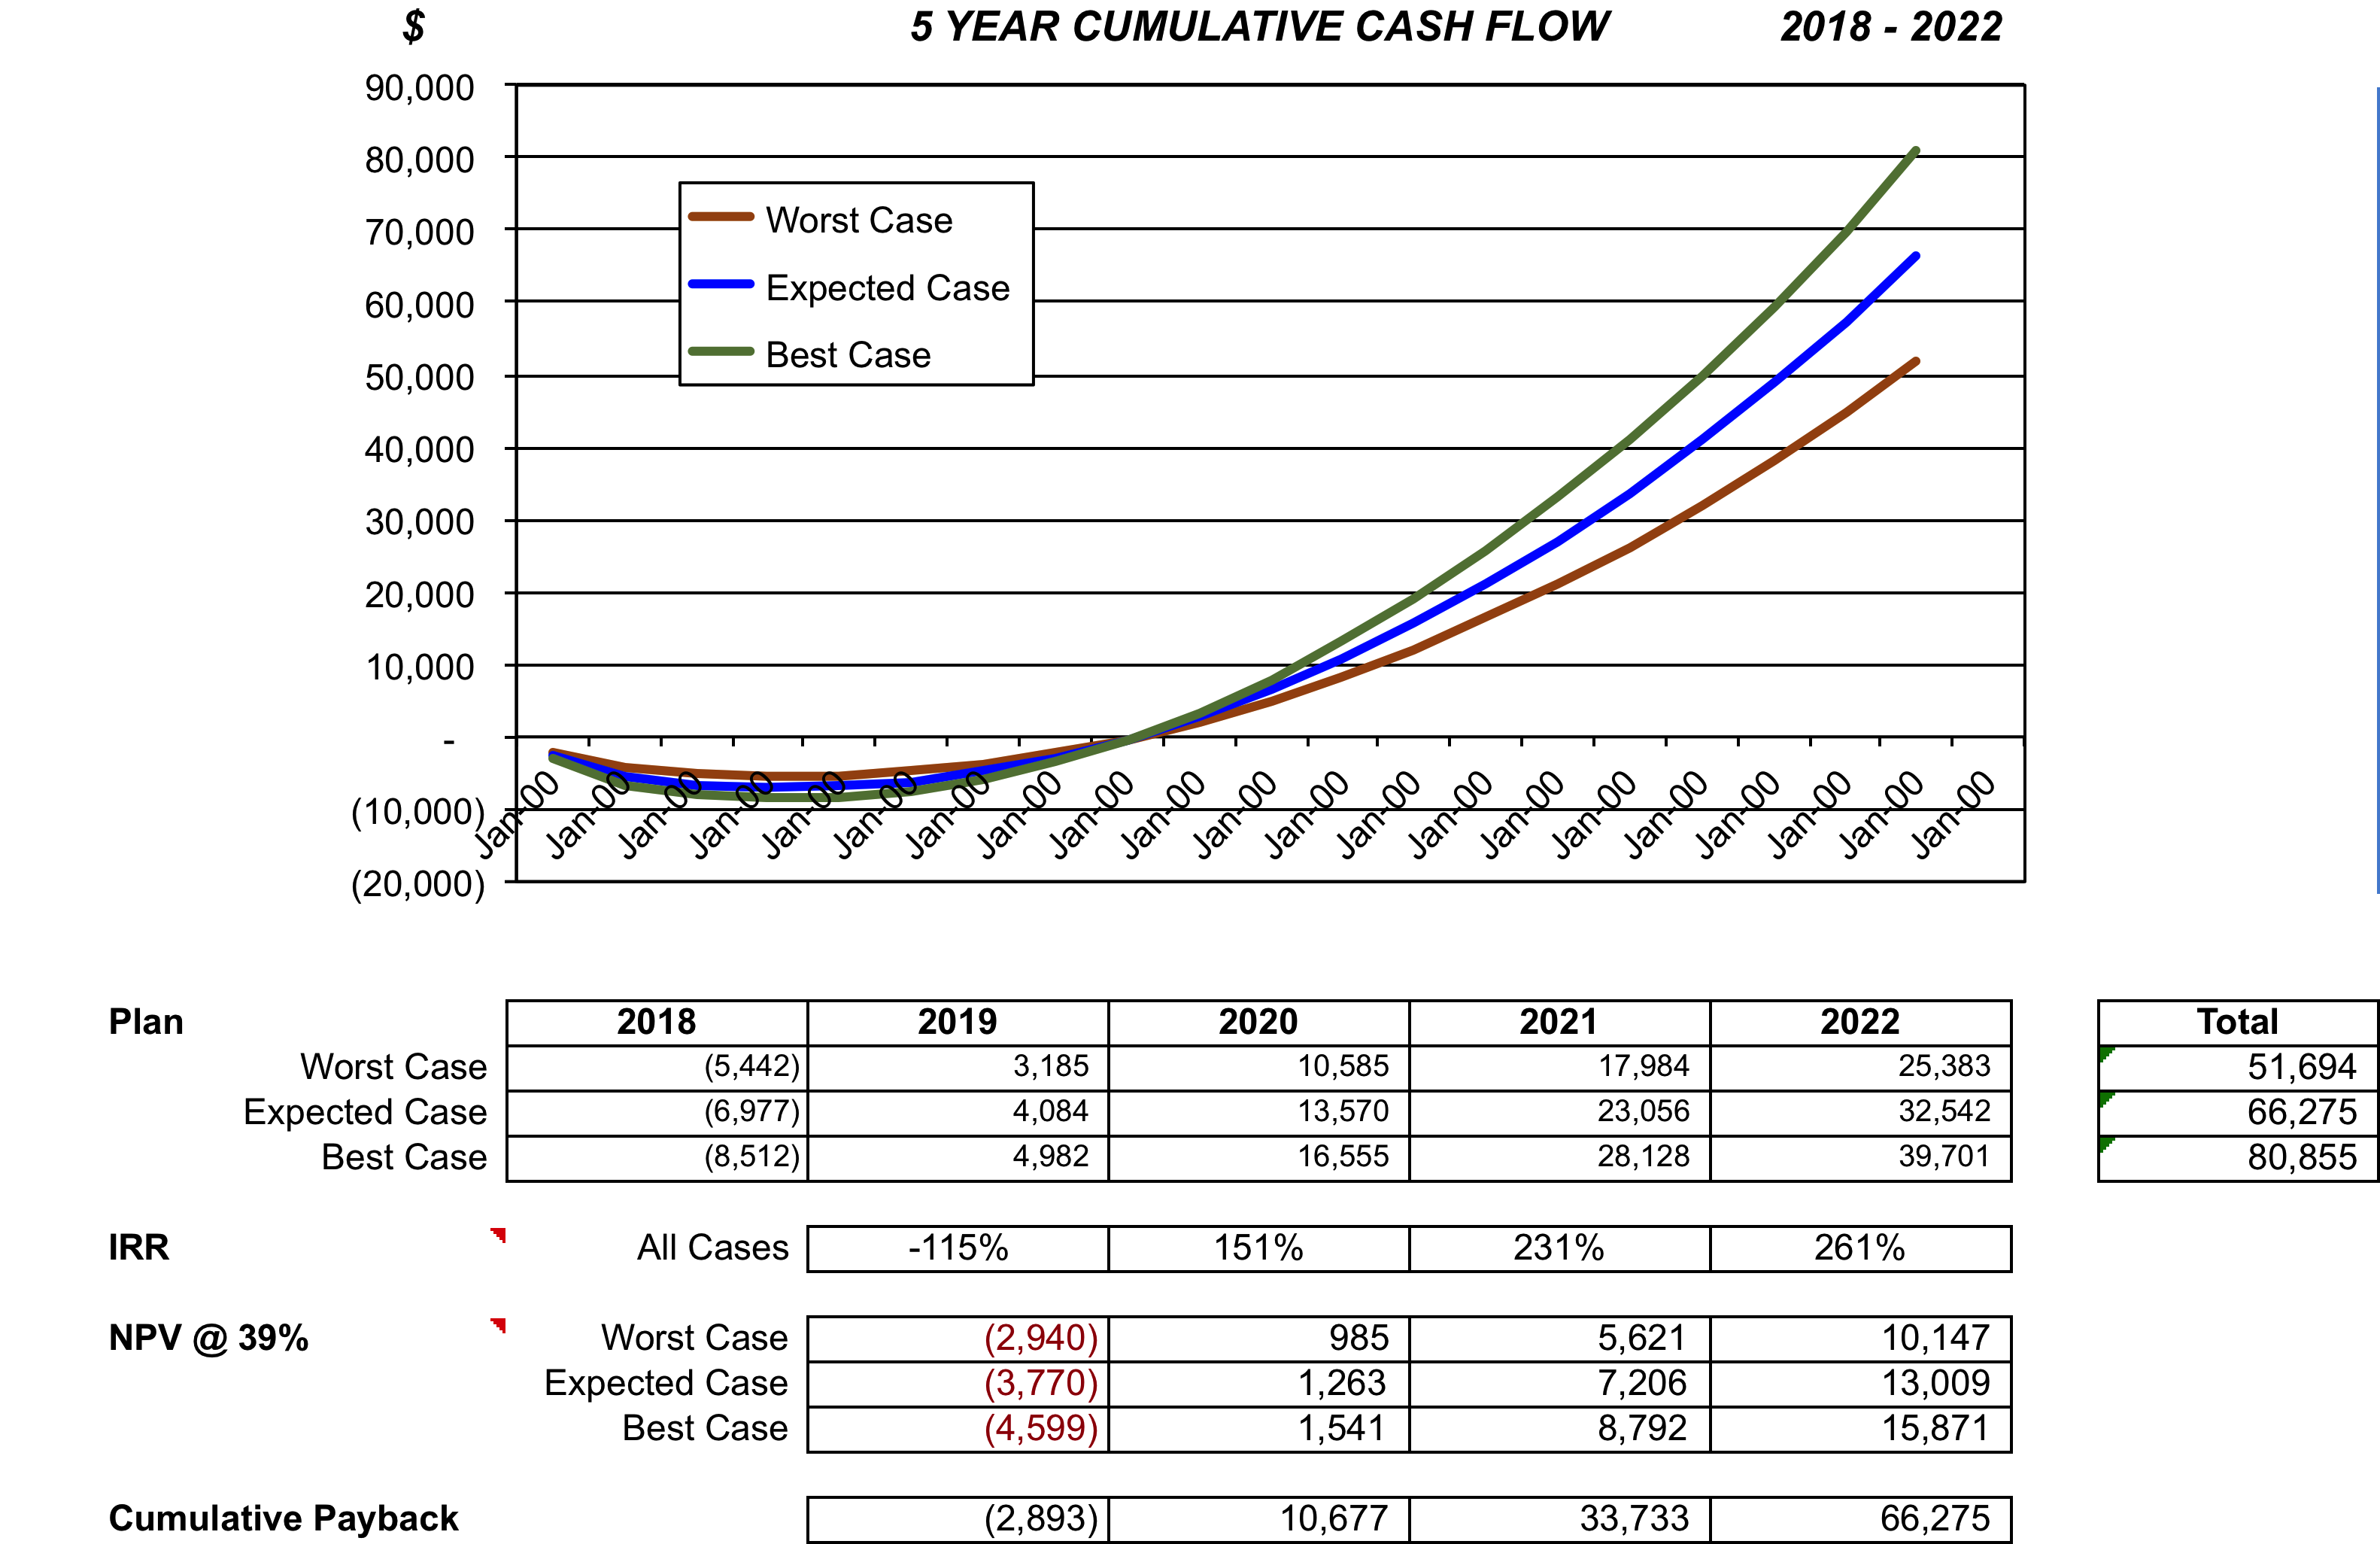 $ 5 YEAR CUMULATIVE CASH FLOW 2018 - 2022
90,000
80,000
70,000
60,000
50,000
40,000
30,000
20,000
10,000
-
(10,000)
(20,000)
Worst Case
Expected Case
Best Case
Jan-00 Jan-00 Jan-00 Jan-00 Jan-00 Jan-00 Jan-00 Jan-00 Jan-00 Jan-00 Jan-00 Jan-00 Jan-00 Jan-00 Jan-00 Jan-00 Jan-00 Jan-00 Jan-00 Jan-00 Jan-00
Plan 2018 2019 2020 2021 2022 Total
Worst Case (5,442) 3,185 10,585 17,984 25,383 51,694
Expected Case (6,977) 4,084 13,570 23,056 32,542 66,275
Best Case (8,512) 4,982 16,555 28,128 39,701 80,855
IRR All Cases -115% 151% 231% 261%
NPV @ 39% Worst Case (2,940) 985 5,621 10,147
Expected Case (3,770) 1,263 7,206 13,009
Best Case (4,599) 1,541 8,792 15,871
Cumulative Payback (2,893) 10,677 33,733 66,275